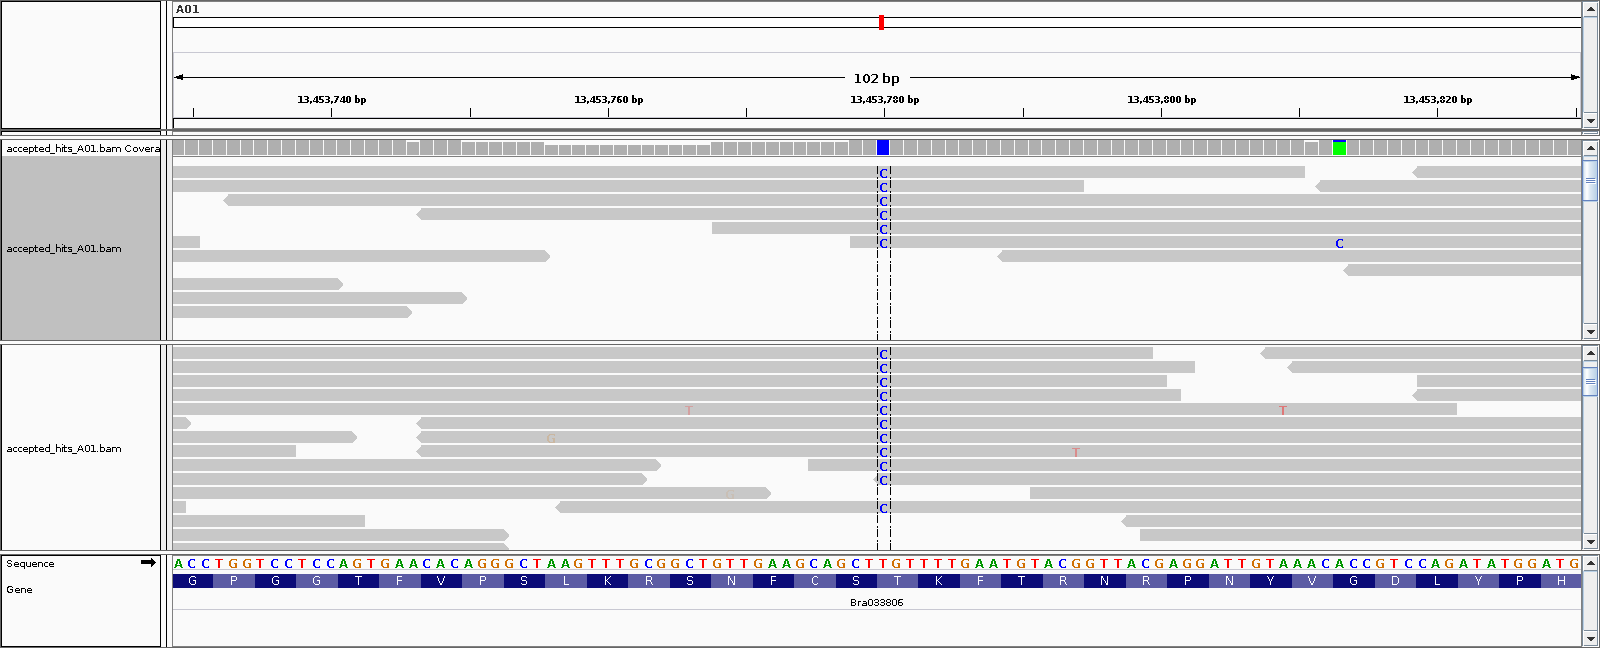 A01
102 bp
13,453,740 bp 13,453,760 bp 13,453,780 bp 13,453,800 bp 13,453,820 bp
accepted_hits_A01.bam Covera
C
C
C
C
C
C C
accepted_hits_A01.bam
C
C
C
C
T C T
C
G C
C T
C
C
G
C
accepted_hits_A01.bam
Sequence
A C C T G G T C C T C C A G T G A A C A C A G G G C T A A G T T T G C G G C T G T T G A A G C A G C T T G T T T T G A A T G T A C G G T T A C G A G G A T T G T A A A C A C C G T C C A G A T A T G G A T G
Gene
G P G G T F V P S L K R S N F C S T K F T R N R P N Y V G D L Y P H
Bra033806